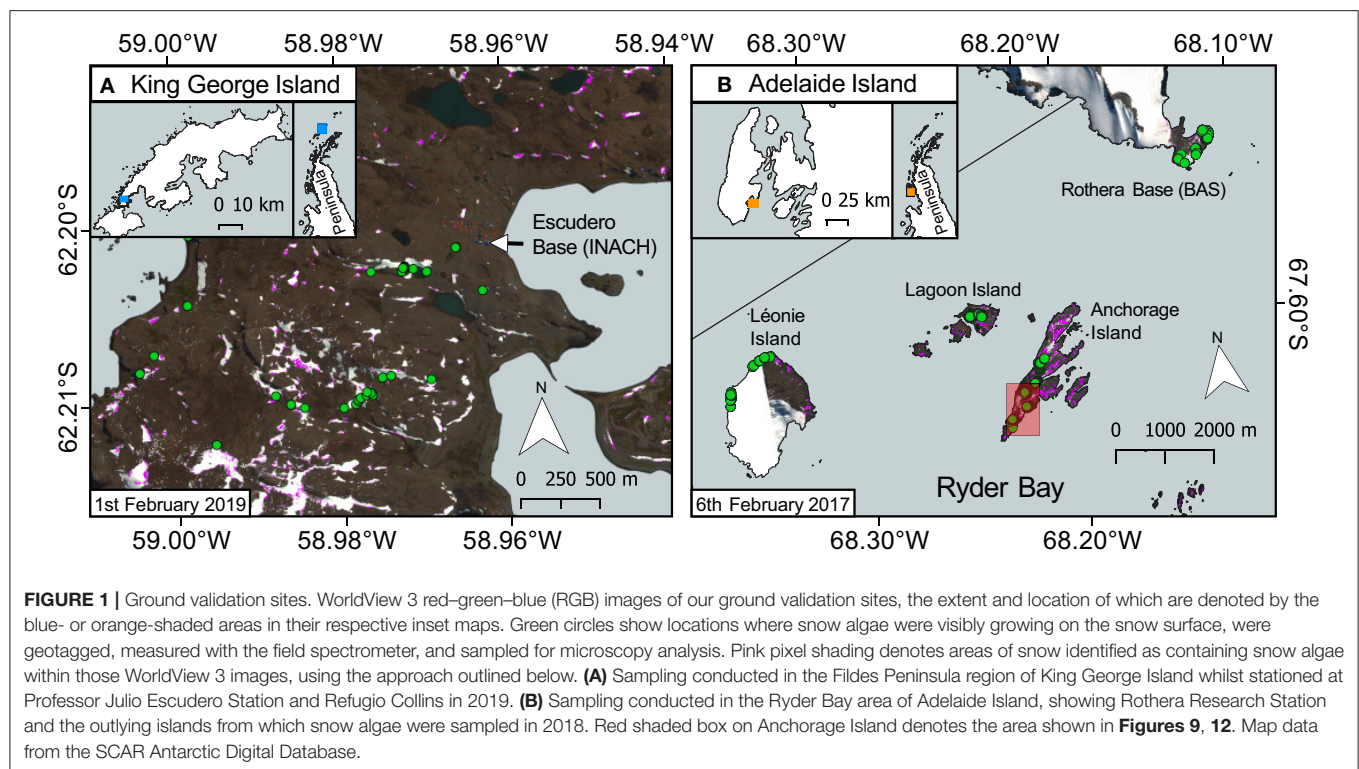 59.00°W 58.98°W 58.96°W 58.94°W
A King George Island
0 10 km
Peninsula
62.20°S
62.21°S
Escudero
Base (INACH)
N
0 250 500 m
1st February 2019
59.00°W 58.98°W 58.96°W
68.30°W 68.20°W 68.10°W
B Adelaide Island
0 25 km
Peninsula
Rothera Base (BAS)
67.60°S
Lagoon Island
Anchorage
Island
Léonie
Island
N
0 1000 2000 m
Ryder Bay
6th February 2017
68.30°W 68.20°W
FIGURE 1 | Ground validation sites. WorldView 3 red–green–blue (RGB) images of our ground validation sites, the extent and location of which are denoted by the
blue- or orange-shaded areas in their respective inset maps. Green circles show locations where snow algae were visibly growing on the snow surface, were
geotagged, measured with the field spectrometer, and sampled for microscopy analysis. Pink pixel shading denotes areas of snow identified as containing snow algae
within those WorldView 3 images, using the approach outlined below. (A) Sampling conducted in the Fildes Peninsula region of King George Island whilst stationed at
Professor Julio Escudero Station and Refugio Collins in 2019. (B) Sampling conducted in the Ryder Bay area of Adelaide Island, showing Rothera Research Station
and the outlying islands from which snow algae were sampled in 2018. Red shaded box on Anchorage Island denotes the area shown in Figures 9, 12. Map data
from the SCAR Antarctic Digital Database.